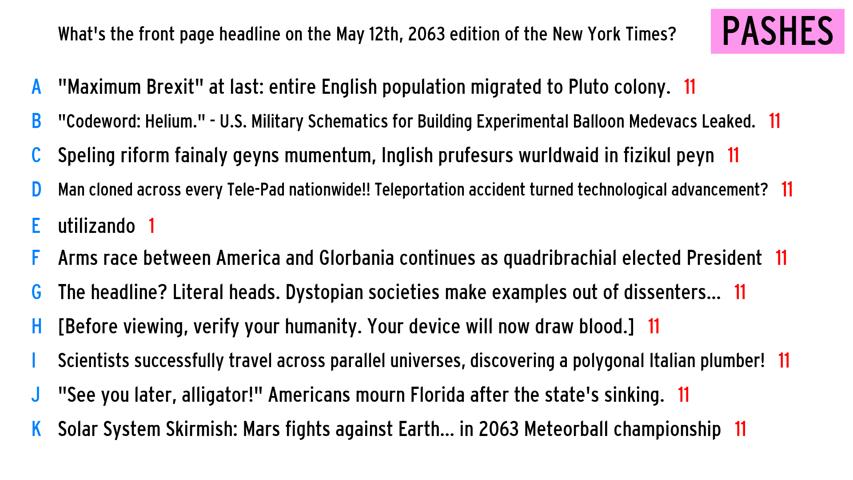 What's the front page headline on the May 12th, 2063 edition of the New York Times?
PASHES
A "Maximum Brexit" at last: entire English population migrated to Pluto colony. 11
B "Codeword: Helium." - U.S. Military Schematics for Building Experimental Balloon Medevacs Leaked. 11
C Speling riform fainaly geyns mumentum, Inglish prufesurs wurldwaid in fizikul peyn 11
D Man cloned across every Tele-Pad nationwide!! Teleportation accident turned technological advancement? 11
E utilizando 1
F Arms race between America and Glorbania continues as quadribrachial elected President 11
G The headline? Literal heads. Dystopian societies make examples out of dissenters... 11
H [Before viewing, verify your humanity. Your device will now draw blood.] 11
I Scientists successfully travel across parallel universes, discovering a polygonal Italian plumber! 11
J "See you later, alligator!" Americans mourn Florida after the state's sinking. 11
K Solar System Skirmish: Mars fights against Earth... in 2063 Meteorball championship 11